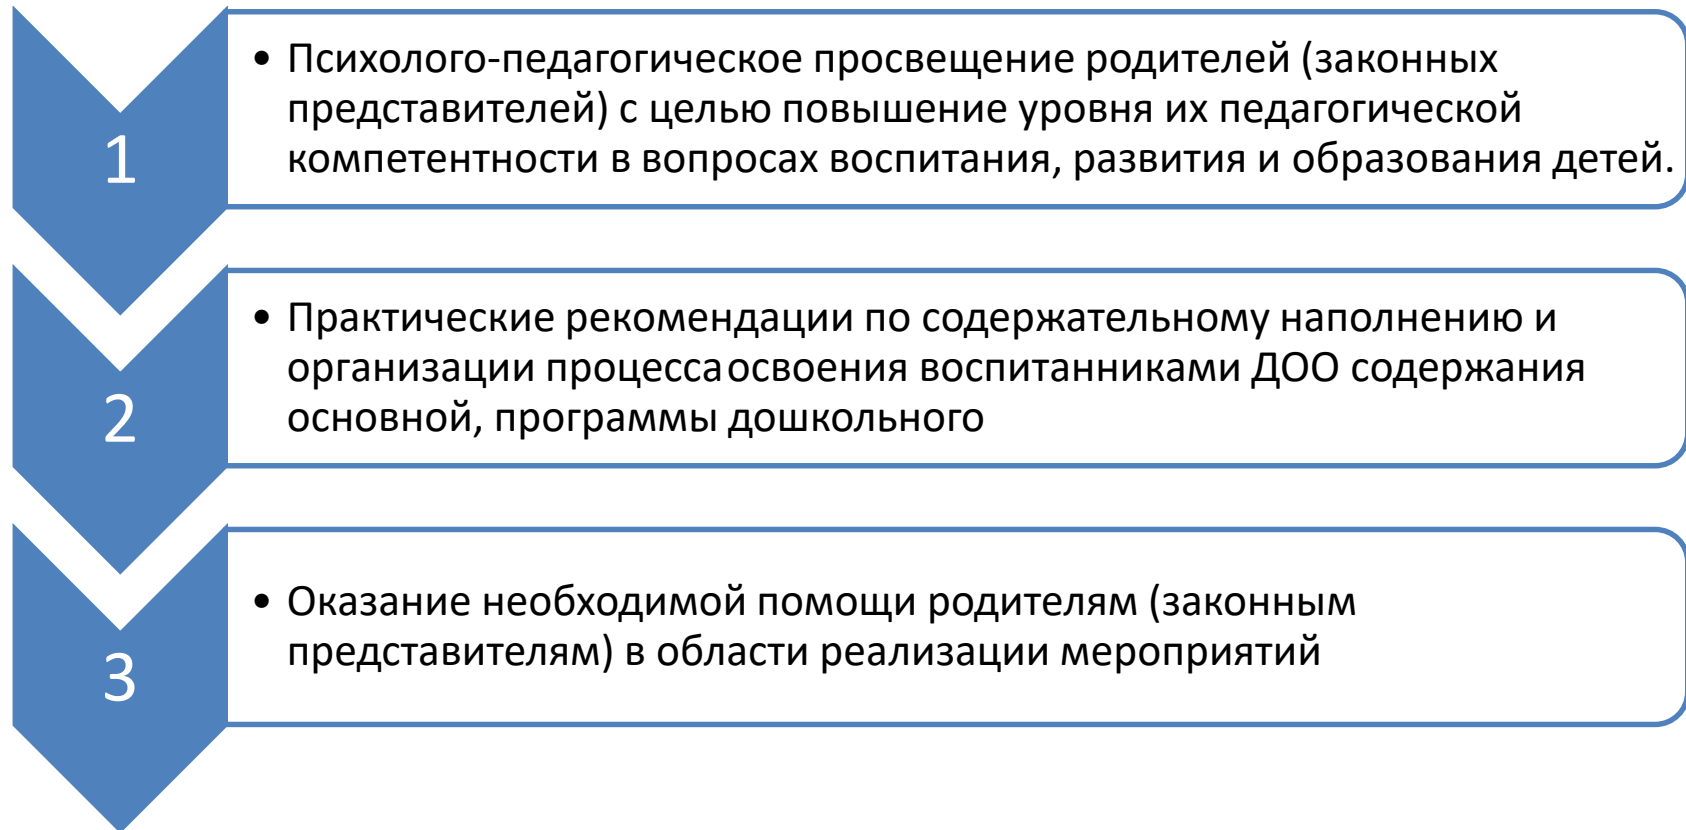 1
• Психолого-педагогическое просвещение родителей (законных
представителей) с целью повышение уровня их педагогической
компетентности в вопросах воспитания, развития и образования детей.
2
• Практические рекомендации по содержательному наполнению и
организации процесса освоения воспитанниками ДОО содержания
основной, программы дошкольного
3
• Оказание необходимой помощи родителям (законным
представителям) в области реализации мероприятий